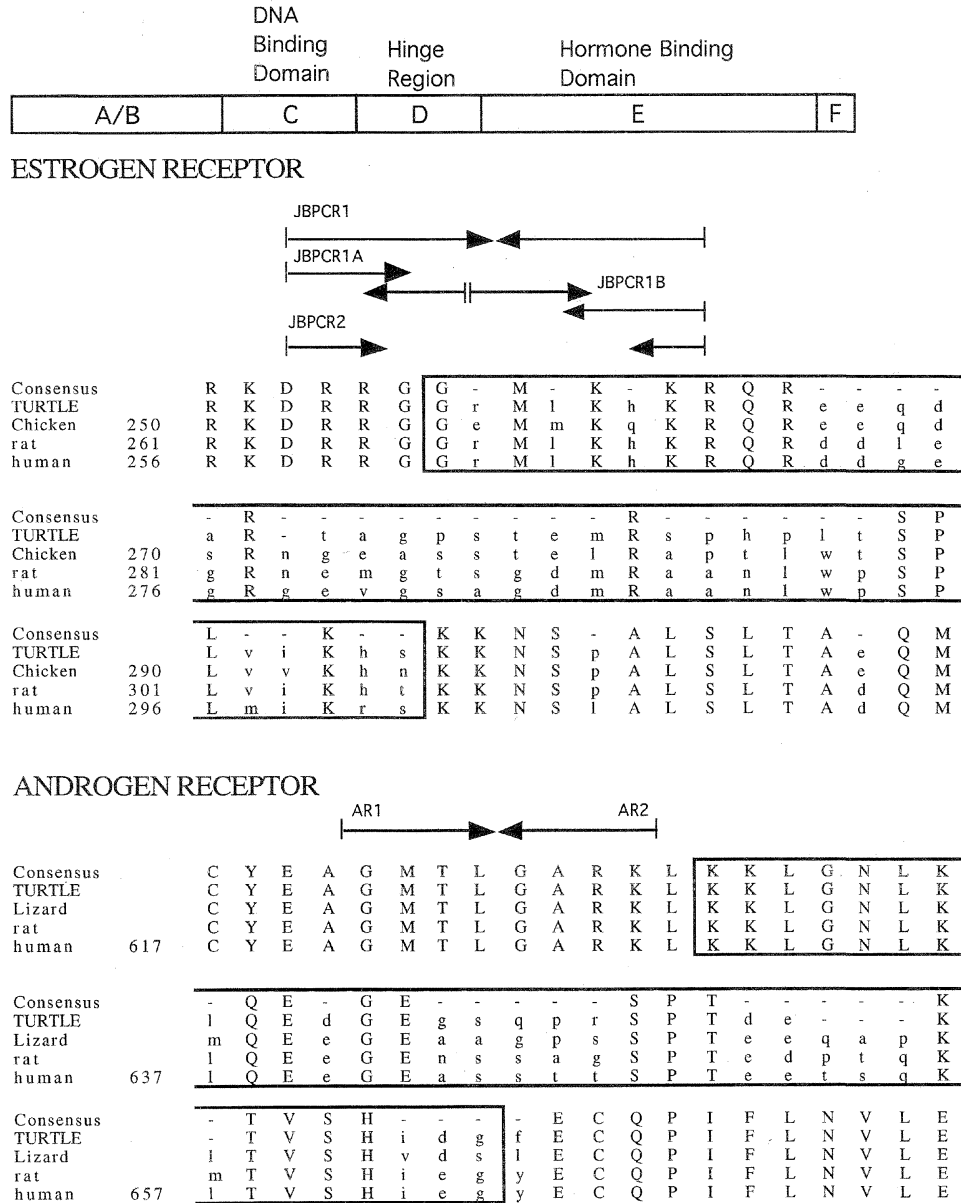 DNA
Binding
Domain
Hinge
Region
Hormone Binding
Domain
A/B C D E F
ESTROGEN RECEPTOR
JBPCR1
JBPCR1A
JBPCR1B
JBPCR2
Consensus R K D R R G G - M - K - K R Q R - - - -
TURTLE R K D R R G G r M l K h K R Q R e e q d
Chicken 250 R K D R R G G e M m K q K R Q R e e q d
rat 261 R K D R R G G r M l K h K R Q R d d l e
human 256 R K D R R G G r M l K h K R Q R d d g e
Consensus - R - - - - - - - - - R - - - - - - S P
TURTLE a R - t a g p s t e m R s p h p l t S P
Chicken 270 s R n g e a s s t e l R a p t l w t S P
rat 281 g R n e m g t s g d m R a a n l w p S P
human 276 g R g e v g s a g d m R a a n l w p S P
Consensus L - - K - - K K N S - A L S L T A - Q M
TURTLE L v i K h s K K N S p A L S L T A e Q M
Chicken 290 L v v K h n K K N S p A L S L T A e Q M
rat 301 L v i K h t K K N S p A L S L T A d Q M
human 296 L m i K r s K K N S l A L S L T A d Q M
ANDROGEN RECEPTOR
AR1 AR2
Consensus C Y E A G M T L G A R K L K K L G N L K
TURTLE C Y E A G M T L G A R K L K K L G N L K
Lizard C Y E A G M T L G A R K L K K L G N L K
rat C Y E A G M T L G A R K L K K L G N L K
human 617 C Y E A G M T L G A R K L K K L G N L K
Consensus - Q E - G E - - - - - S P T - - - - - K
TURTLE l Q E d G E g s q p r S P T d e - - - K
Lizard m Q E e G E a a g p s S P T e e q a p K
rat l Q E e G E n s s a g S P T e d p t q K
human 637 l Q E e G E a s s t t S P T e e t s q K
Consensus - T V S H - - - - E C Q P I F L N V L E
TURTLE - T V S H i d g f E C Q P I F L N V L E
Lizard l T V S H v d s l E C Q P I F L N V L E
rat m T V S H i e g y E C Q P I F L N V L E
human 657 l T V S H i e g y E C Q P I F L N V L E